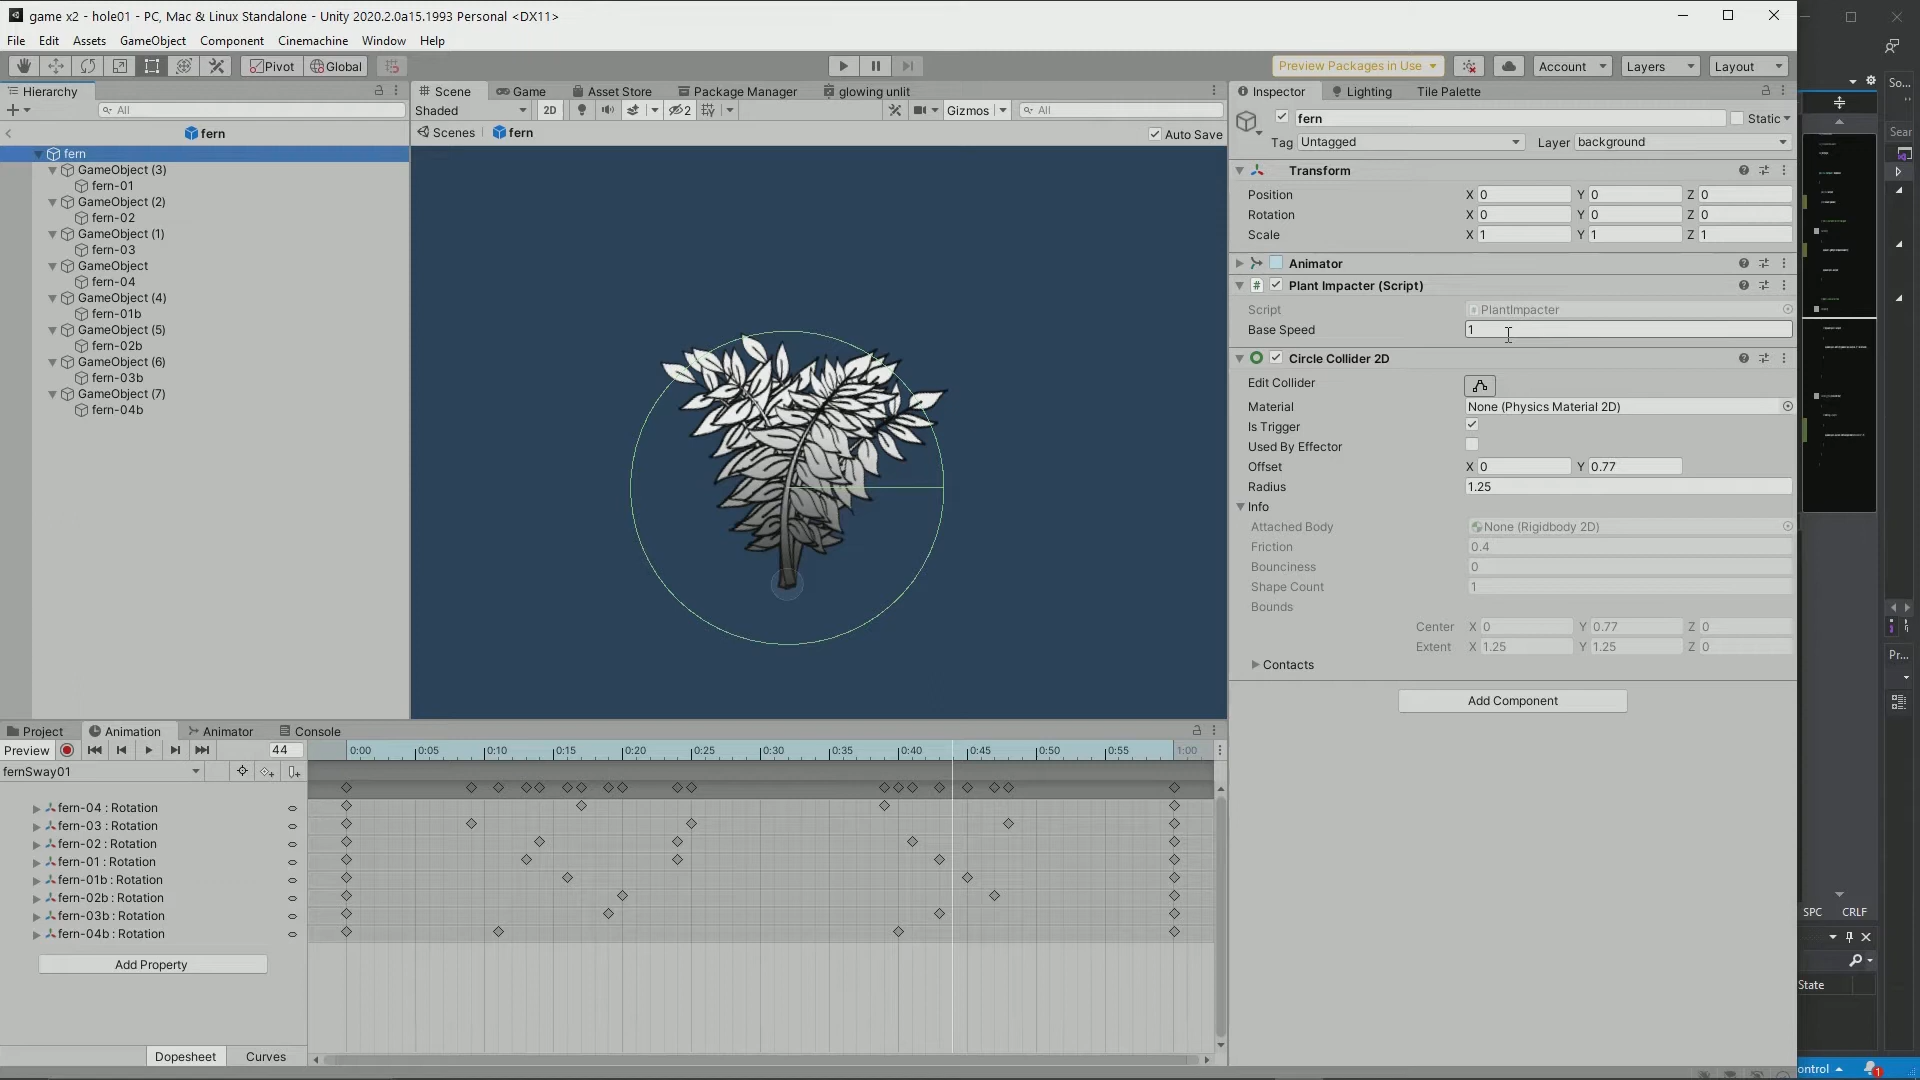 game x2 - hole01 - PC, Mac & Linux Standalone - Unity 2020.2.0a15.1993 Personal <DX11>
File Edit Assets GameObject Component Cinemachine Window Help
Pivot Global Preview Packages in Use Account Layers Layout
Hierarchy
All
fern
fern
GameObject (3)
fern-01
GameObject (2)
fern-02
GameObject (1)
fern-03
GameObject
fern-04
GameObject (4)
fern-01b
GameObject (5)
fern-02b
GameObject (6)
fern-03b
GameObject (7)
fern-04b
Scene Game Asset Store Package Manager glowing unlit
Shaded 2D 2 Gizmos All
Scenes fern Auto Save
Inspector Lighting Tile Palette
fern Static
Tag Untagged Layer background
Transform
Position X 0 Y 0 Z 0
Rotation X 0 Y 0 Z 0
Scale X 1 Y 1 Z 1
Animator
# Plant Impacter (Script)
Script PlantImpacter
Base Speed 1
Circle Collider 2D
Edit Collider
Material None (Physics Material 2D)
Is Trigger
Used By Effector
Offset X 0 Y 0.77
Radius 1.25
Info
Attached Body None (Rigidbody 2D)
Friction 0.4
Bounciness 0
Shape Count 1
Bounds
Center X 0 Y 0.77 Z 0
Extent X 1.25 Y 1.25 Z 0
Contacts
Add Component
Project Animation Animator Console
Preview 44 0:00 0:05 0:10 0:15 0:20 0:25 0:30 0:35 0:40 0:45 0:50 0:55 1:00
fernSway01
fern-04 : Rotation
fern-03 : Rotation
fern-02 : Rotation
fern-01 : Rotation
fern-01b : Rotation
fern-02b : Rotation
fern-03b : Rotation
fern-04b : Rotation
Add Property
Dopesheet Curves
So...
Sear
Pr...
SPC CRLF
State
ontrol 1